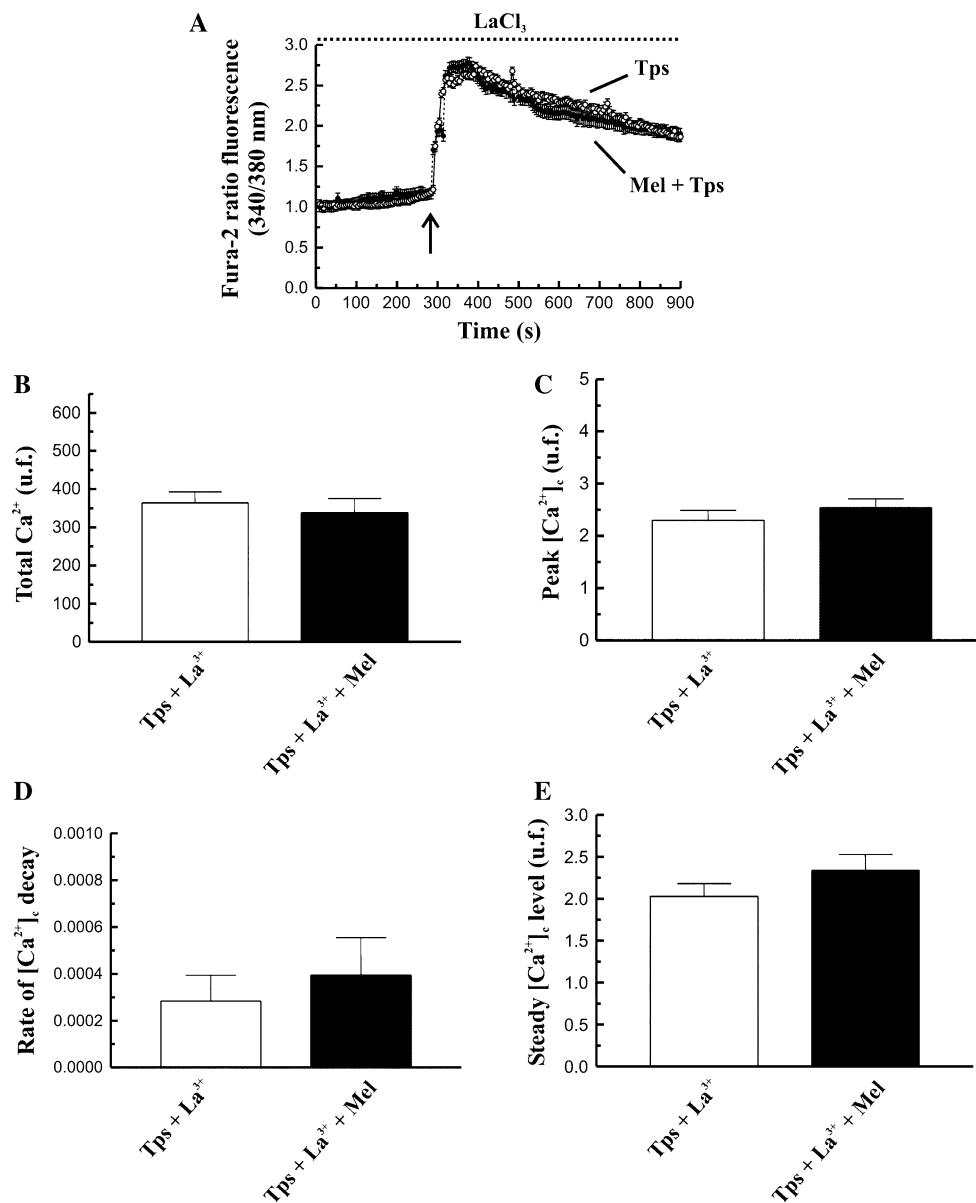 A
LaCl₃
Fura-2 ratio fluorescence
(340/380 nm)
3.0
2.5
2.0
1.5
1.0
0.5
0.0
Tps
Mel + Tps
0 100 200 300 400 500 600 700 800 900
Time (s)
B
Total Ca²⁺ (u.f.)
600
500
400
300
200
100
0
Tps + La³⁺
Tps + La³⁺ + Mel
C
Peak [Ca²⁺]c (u.f.)
5
4
3
2
1
0
Tps + La³⁺
Tps + La³⁺ + Mel
D
Rate of [Ca²⁺]c decay
0.0010
0.0008
0.0006
0.0004
0.0002
0.0000
Tps + La³⁺
Tps + La³⁺ + Mel
E
Steady [Ca²⁺]c level (u.f.)
3.0
2.5
2.0
1.5
1.0
0.5
0.0
Tps + La³⁺
Tps + La³⁺ + Mel